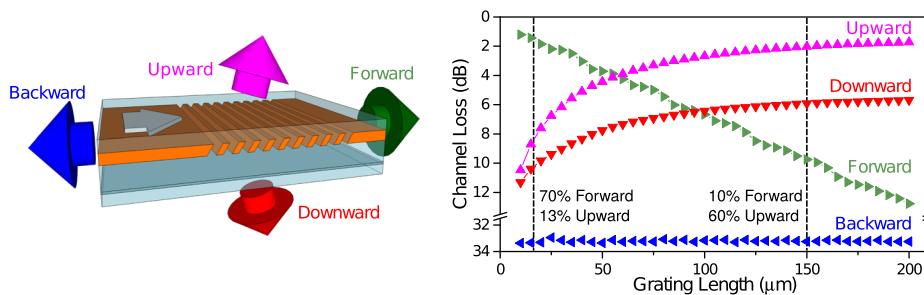 Upward
Forward
Backward
Downward
Channel Loss (dB)
0
2
4
6
8
10
12
32
34
Upward
Downward
Forward
Backward
70% Forward
13% Upward
10% Forward
60% Upward
0
50
100
150
200
Grating Length (μm)